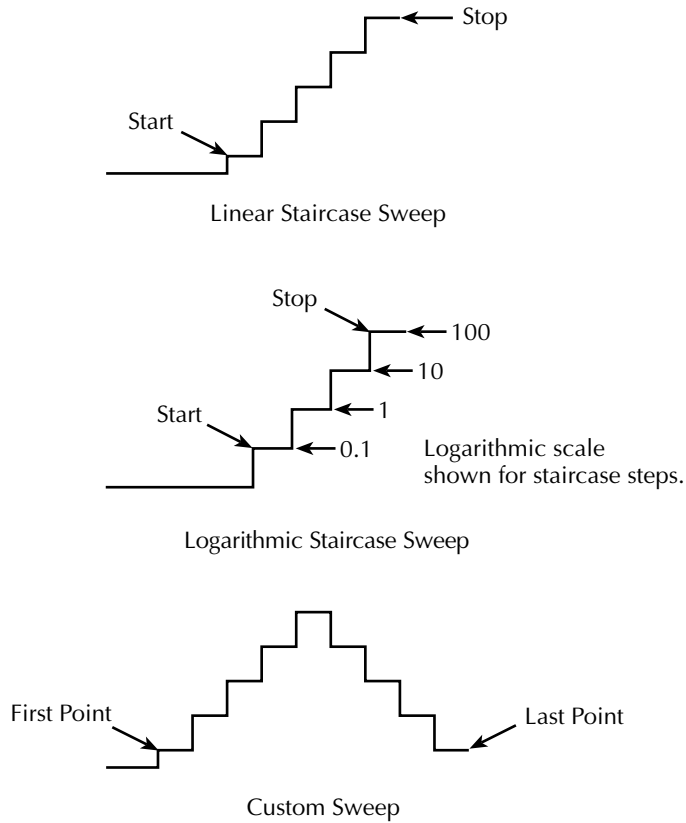 Stop
Start
Linear Staircase Sweep
Stop
100
10
Start
1
0.1
Logarithmic scale
shown for staircase steps.
Logarithmic Staircase Sweep
First Point
Last Point
Custom Sweep